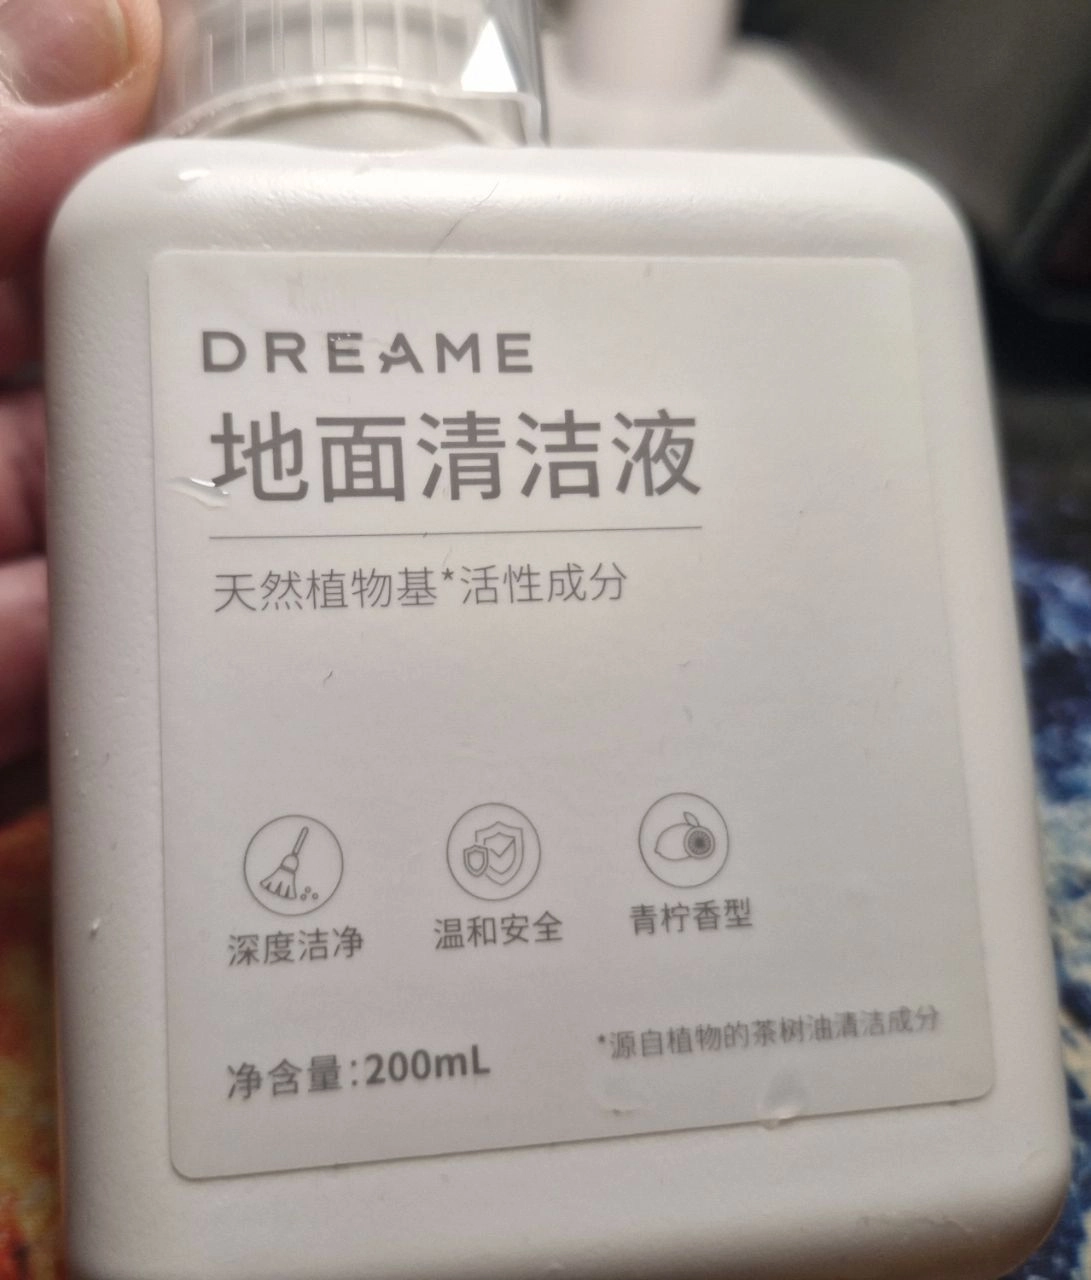 DREAME
地面清洁液
天然植物基*活性成分
深度洁净 温和安全 青柠香型
净含量:200mL
*源自植物的茶树油清洁成分